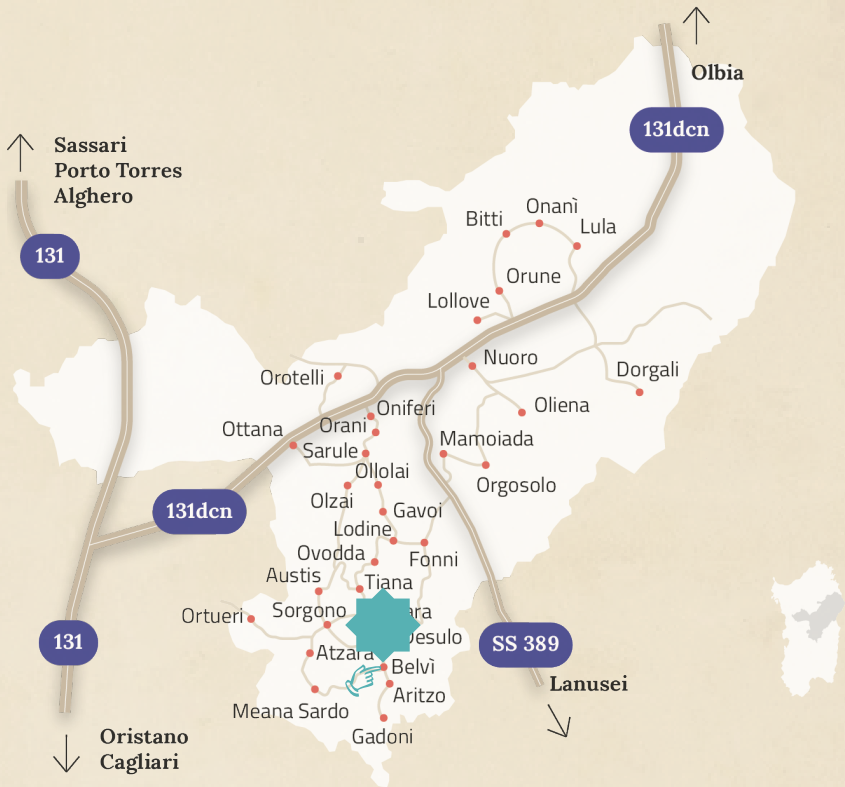 Olbia
131dcn
Sassari
Porto Torres
Alghero
131
Onanì
Bitti
Lula
Orune
Lollove
Nuoro
Dorgali
Orotelli
Oniferi
Oliena
Orani
Ottana
Mamoiada
Sarule
Ollolai
Orgosolo
Olzai
131dcn
Gavoi
Lodine
Ovodda
Fonni
Austis
Tiana
Sorgono
Ortueri
131
SS 389
Atzara
Belvì
Lanusei
Aritzo
Meana Sardo
Gadoni
Oristano
Cagliari